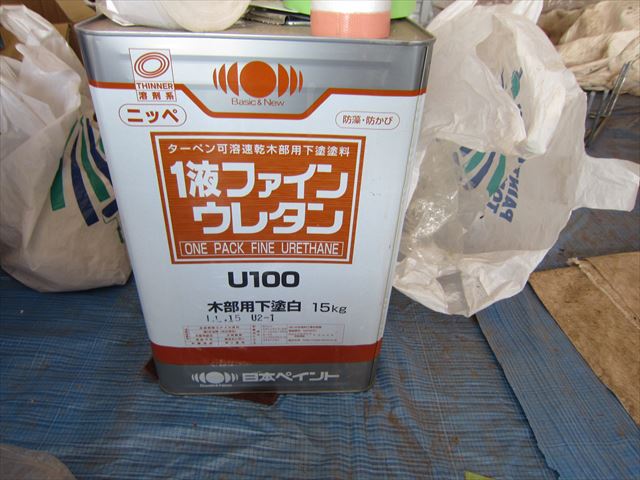 THINNER
溶剤系
Basic & New
ニッペ
防藻・防かび
ターペン可溶速乾木部用下塗塗料
1液ファイン
ウレタン
ONE PACK FINE URETHANE
U100
木部用下塗白 15kg
U2-1
日本ペイント
PAINT